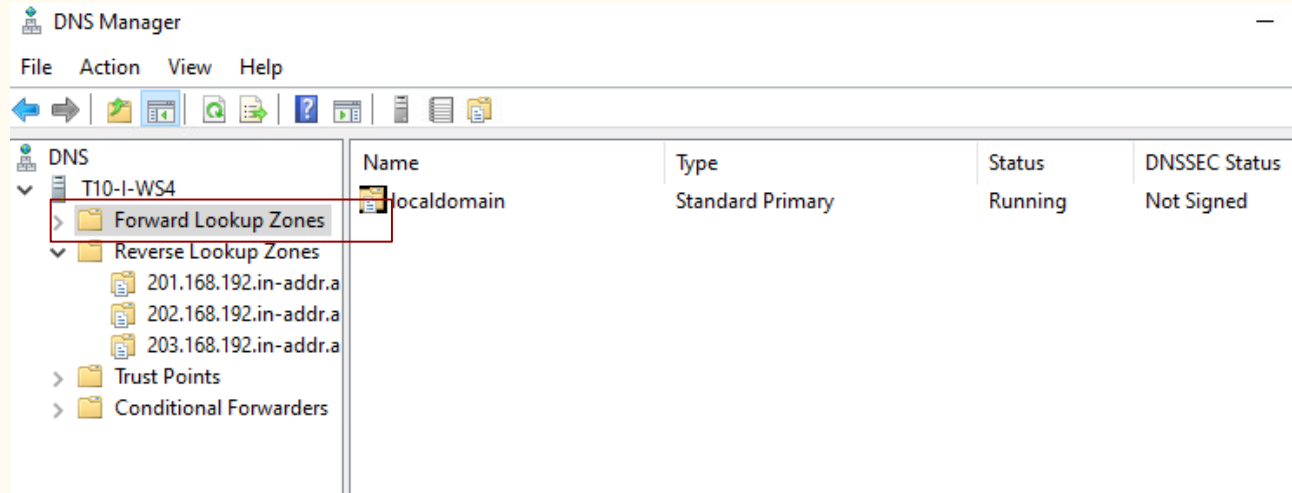 DNS Manager
File Action View Help
DNS
T10-I-WS4
Forward Lookup Zones
Reverse Lookup Zones
201.168.192.in-addr.a
202.168.192.in-addr.a
203.168.192.in-addr.a
Trust Points
Conditional Forwarders
Name Type Status DNSSEC Status
localdomain Standard Primary Running Not Signed